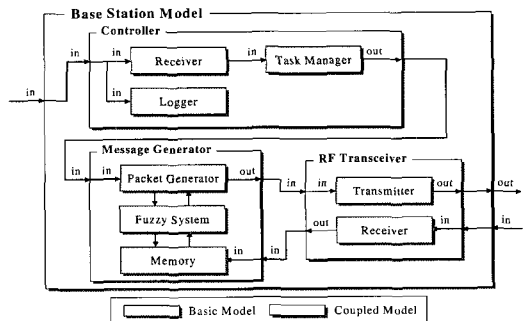 Base Station Model
Controller
in
in
in
Receiver
in
Task Manager
out
in
Logger
in
Message Generator
in
in
Packet Generator
out
Fuzzy System
Memory
in
in
RF Transceiver
in
in
Transmitter
out
out
out
Receiver
in
in
Basic Model
Coupled Model